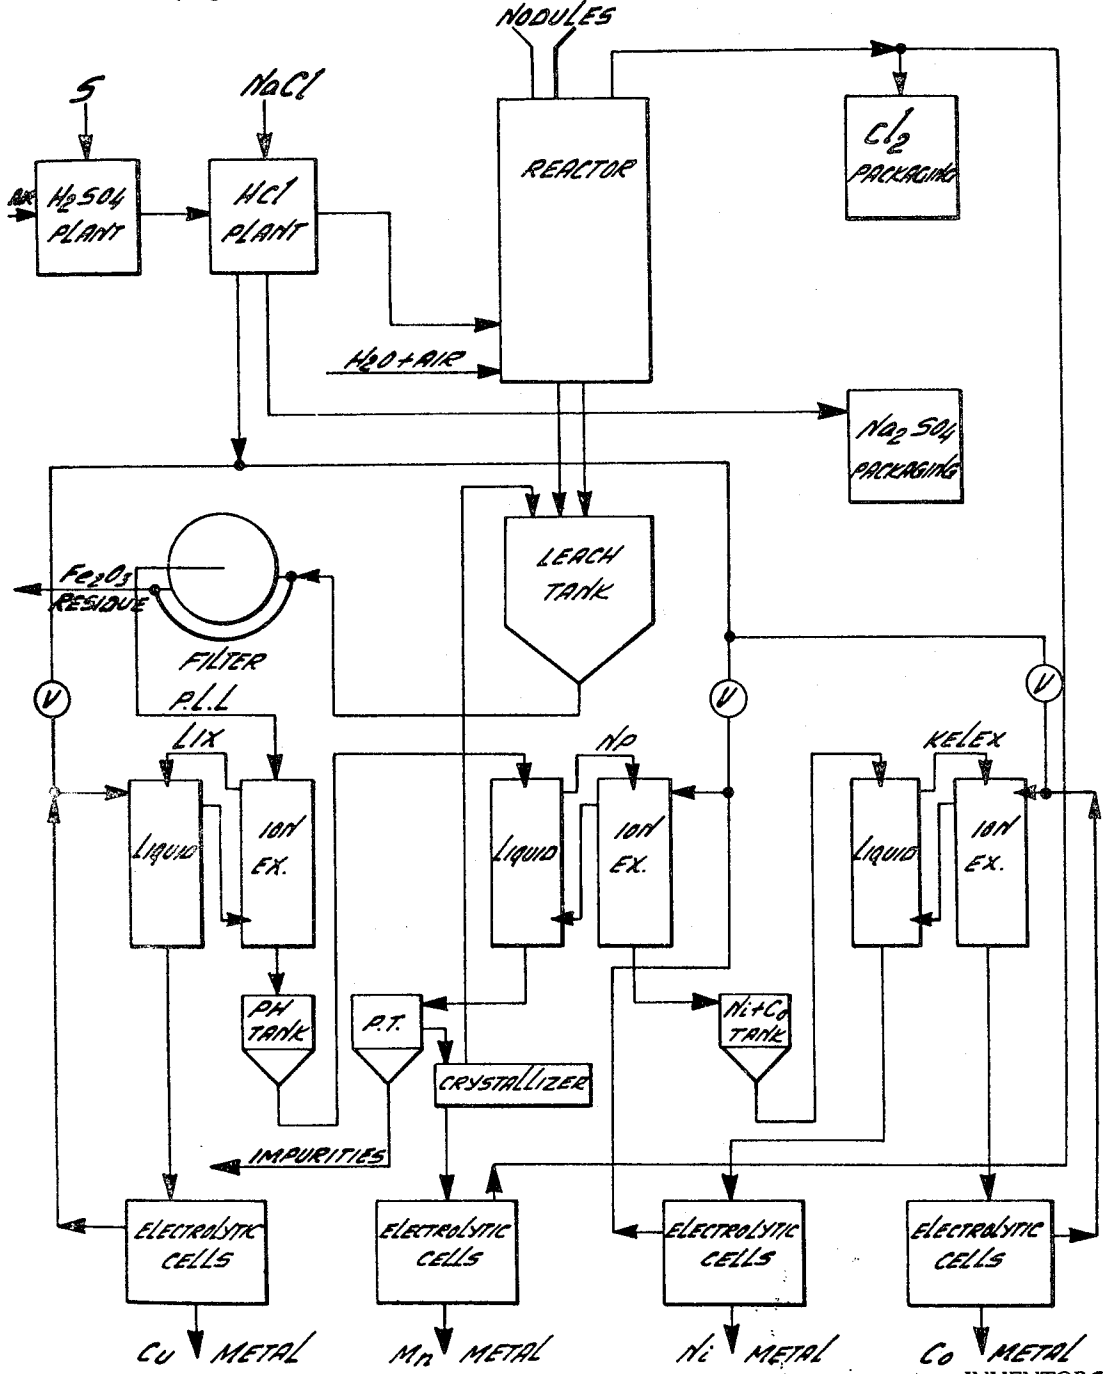 NODULES
S
NaCl
AIR
H2SO4
PLANT
HCl
PLANT
REACTOR
Cl2
PACKAGING
H2O+AIR
Na2SO4
PACKAGING
LEACH
TANK
Fe2O3
RESIDUE
FILTER
P.L.L
V
V
V
LIX
NP
KELEX
LIQUID
ION
EX.
LIQUID
ION
EX.
LIQUID
ION
EX.
PH
TANK
P.T.
CRYSTALLIZER
Ni+Co
TANK
IMPURITIES
ELECTROLYTIC
CELLS
ELECTROLYTIC
CELLS
ELECTROLYTIC
CELLS
ELECTROLYTIC
CELLS
Cu METAL
Mn METAL
Ni METAL
Co METAL